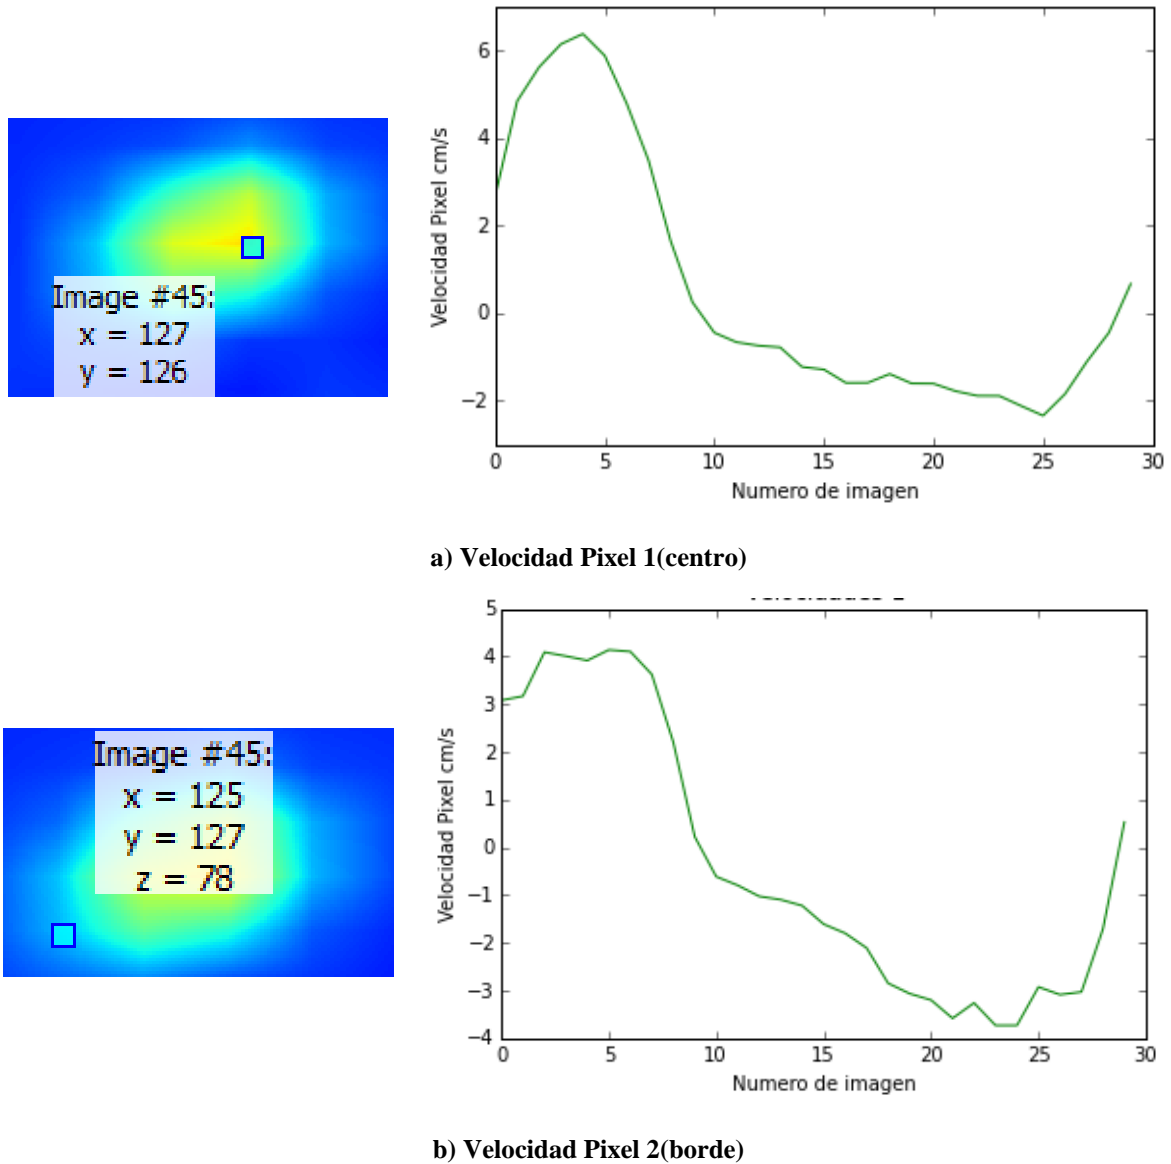 6
4
2
0
−2
Velocidad Pixel cm/s
0 5 10 15 20 25 30
Numero de imagen
Image #45:
x = 127
y = 126
a) Velocidad Pixel 1(centro)
5
4
3
2
1
0
−1
−2
−3
−4
Velocidad Pixel cm/s
0 5 10 15 20 25 30
Numero de imagen
Image #45:
x = 125
y = 127
z = 78
b) Velocidad Pixel 2(borde)